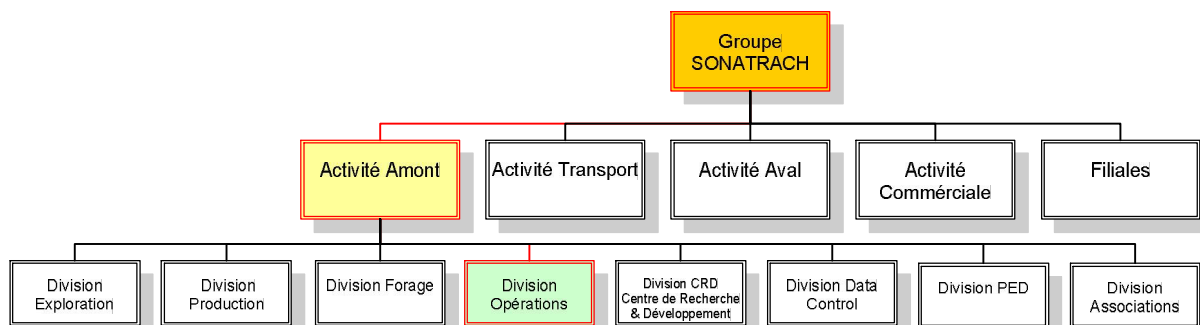 Groupe
SONATRACH
Activité Amont
Activité Transport
Activité Aval
Activité
Commérciale
Filiales
Division
Exploration
Division
Production
Division Forage
Division
Opérations
Division CRD
Centre de Recherche
& Développement
Division Data
Control
Division PED
Division
Associations